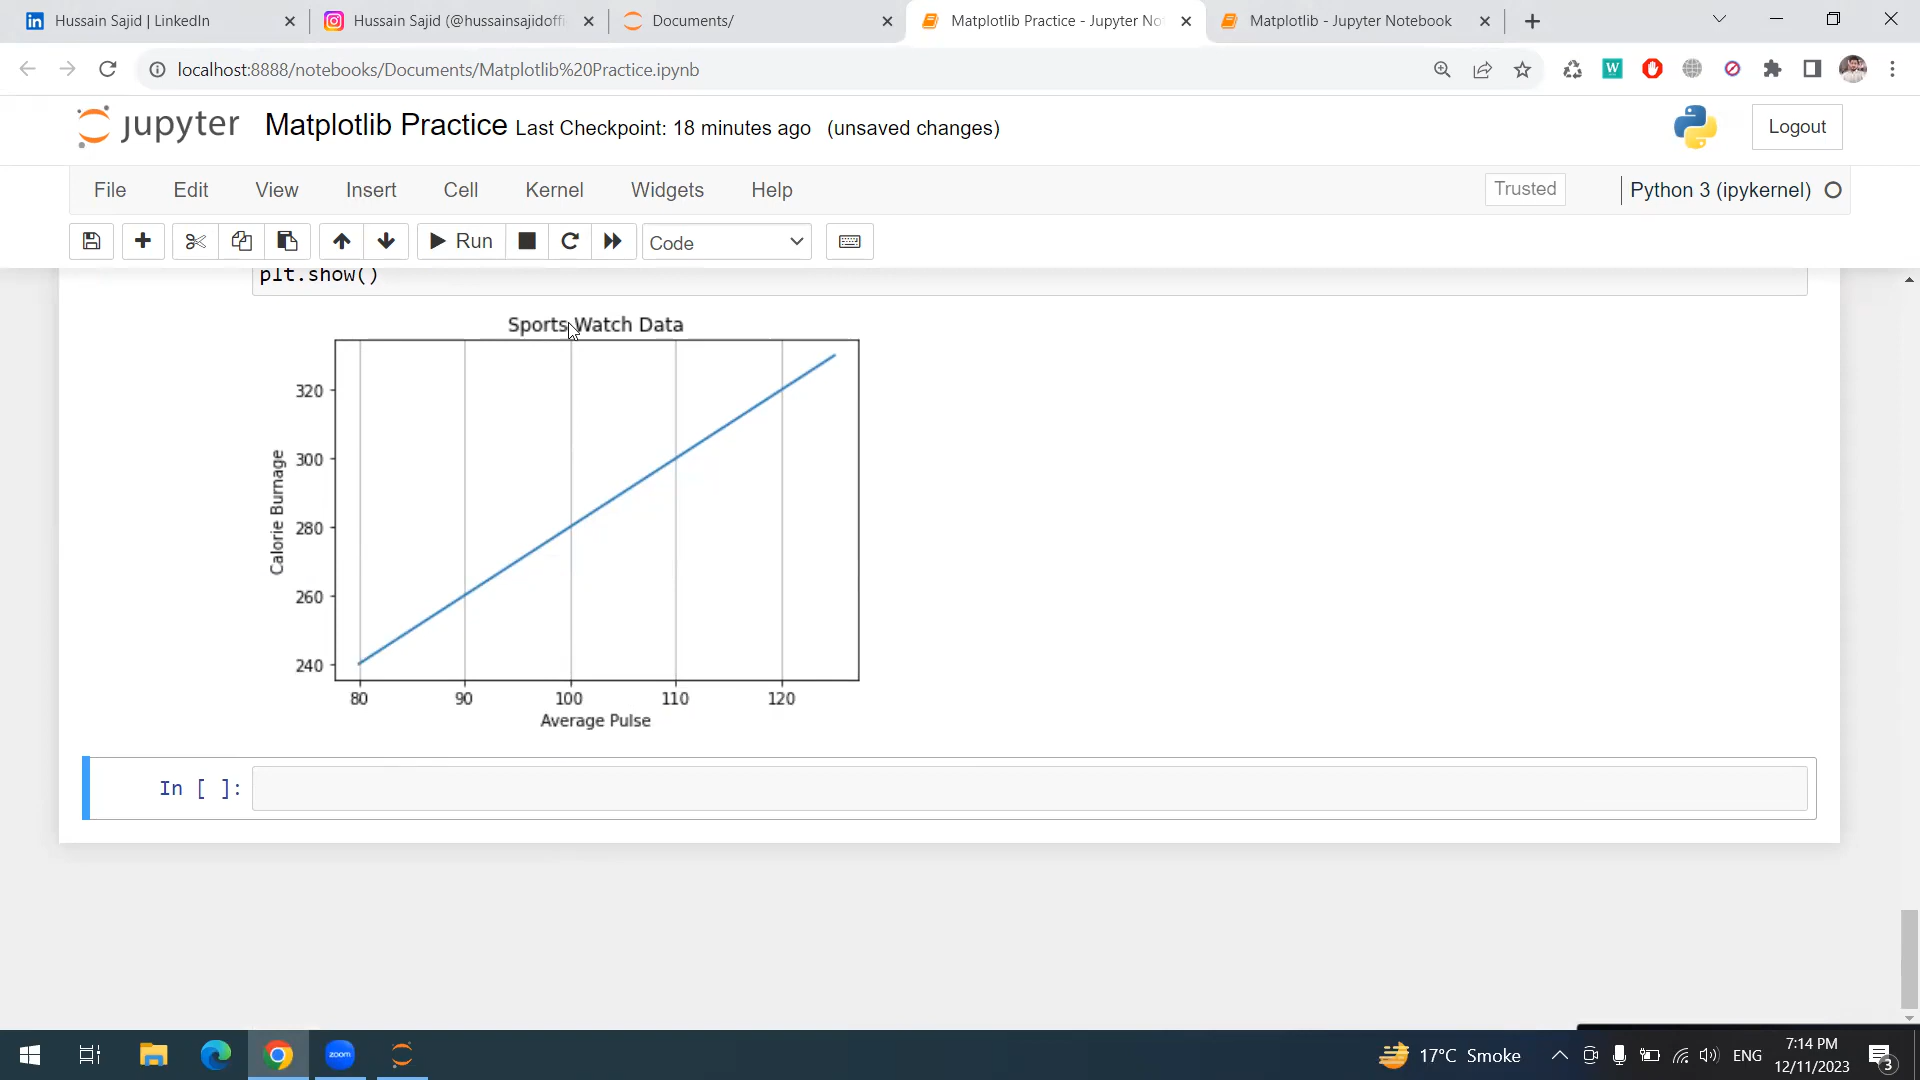 Hussain Sajid | LinkedIn
Hussain Sajid (@hussainsajidoffi
Documents/
Matplotlib Practice - Jupyter No
Matplotlib - Jupyter Notebook
localhost:8888/notebooks/Documents/Matplotlib%20Practice.ipynb
jupyter Matplotlib Practice Last Checkpoint: 18 minutes ago (unsaved changes)
Logout
File Edit View Insert Cell Kernel Widgets Help
Trusted
Python 3 (ipykernel)
Run
Code
plt.show()
Sports Watch Data
320
300
280
260
240
Calorie Burnage
80 90 100 110 120
Average Pulse
In [ ]:
zoom
17°C Smoke
ENG
7:14 PM
12/11/2023
3